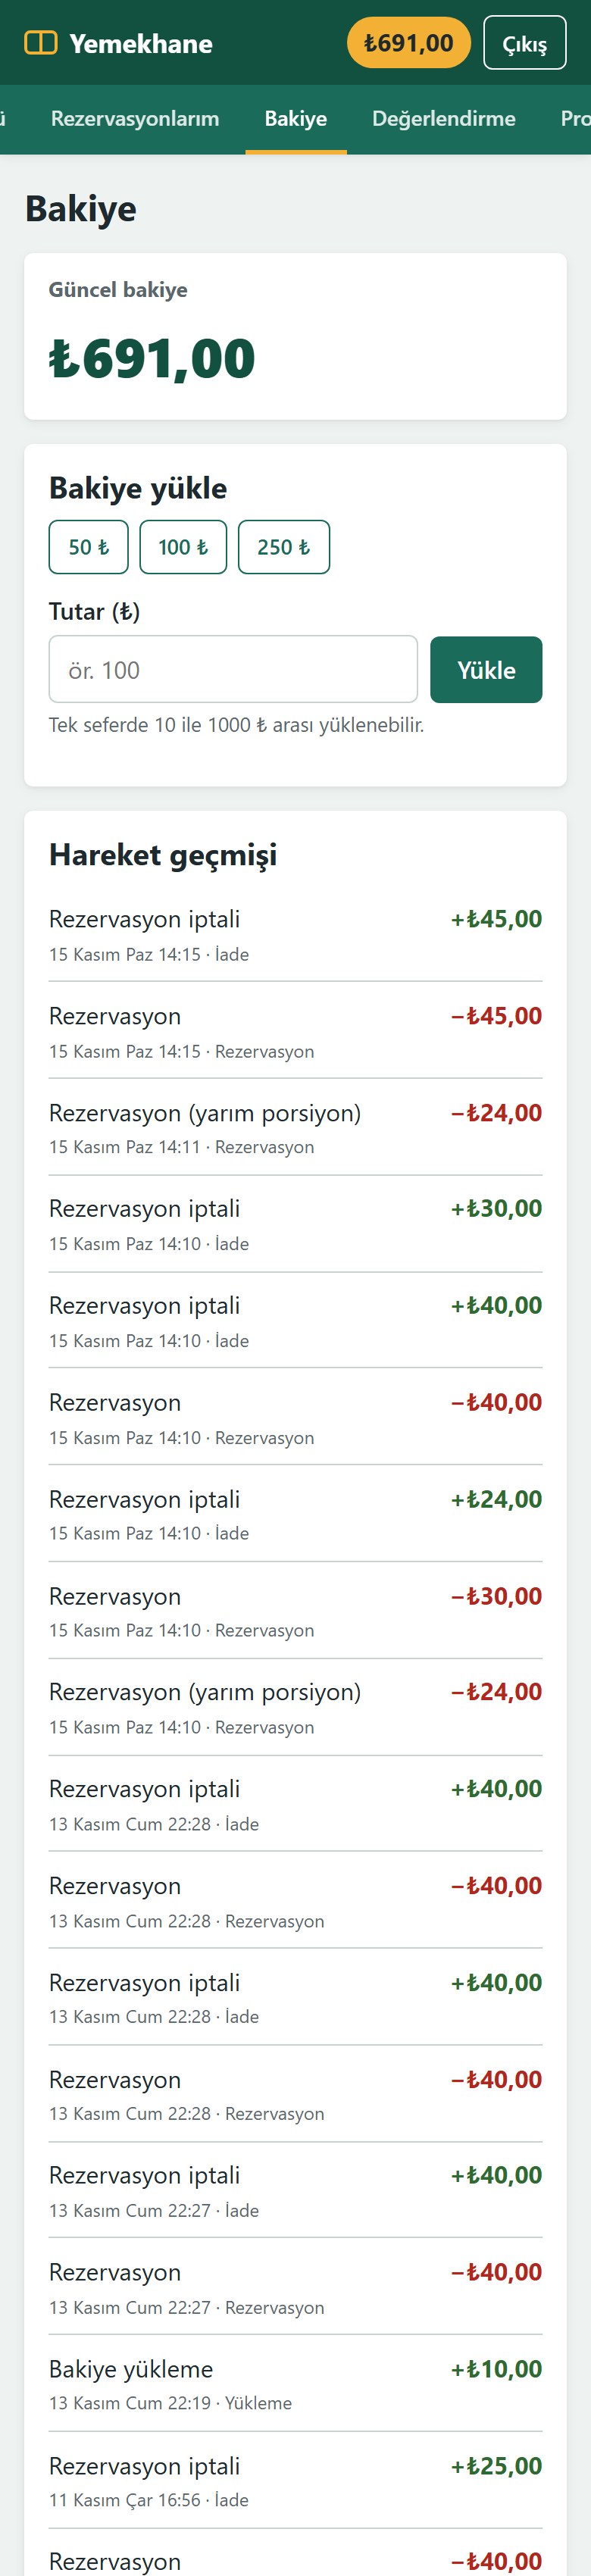 Yemekhane
₺691,00
Çıkış
ü Rezervasyonlarım Bakiye Değerlendirme Pro
Bakiye
Güncel bakiye
₺691,00
Bakiye yükle
50 ₺ 100 ₺ 250 ₺
Tutar (₺)
ör. 100 Yükle
Tek seferde 10 ile 1000 ₺ arası yüklenebilir.
Hareket geçmişi
Rezervasyon iptali +₺45,00
15 Kasım Paz 14:15 · İade
Rezervasyon −₺45,00
15 Kasım Paz 14:15 · Rezervasyon
Rezervasyon (yarım porsiyon) −₺24,00
15 Kasım Paz 14:11 · Rezervasyon
Rezervasyon iptali +₺30,00
15 Kasım Paz 14:10 · İade
Rezervasyon iptali +₺40,00
15 Kasım Paz 14:10 · İade
Rezervasyon −₺40,00
15 Kasım Paz 14:10 · Rezervasyon
Rezervasyon iptali +₺24,00
15 Kasım Paz 14:10 · İade
Rezervasyon −₺30,00
15 Kasım Paz 14:10 · Rezervasyon
Rezervasyon (yarım porsiyon) −₺24,00
15 Kasım Paz 14:10 · Rezervasyon
Rezervasyon iptali +₺40,00
13 Kasım Cum 22:28 · İade
Rezervasyon −₺40,00
13 Kasım Cum 22:28 · Rezervasyon
Rezervasyon iptali +₺40,00
13 Kasım Cum 22:28 · İade
Rezervasyon −₺40,00
13 Kasım Cum 22:28 · Rezervasyon
Rezervasyon iptali +₺40,00
13 Kasım Cum 22:27 · İade
Rezervasyon −₺40,00
13 Kasım Cum 22:27 · Rezervasyon
Bakiye yükleme +₺10,00
13 Kasım Cum 22:19 · Yükleme
Rezervasyon iptali +₺25,00
11 Kasım Çar 16:56 · İade
Rezervasyon −₺40,00